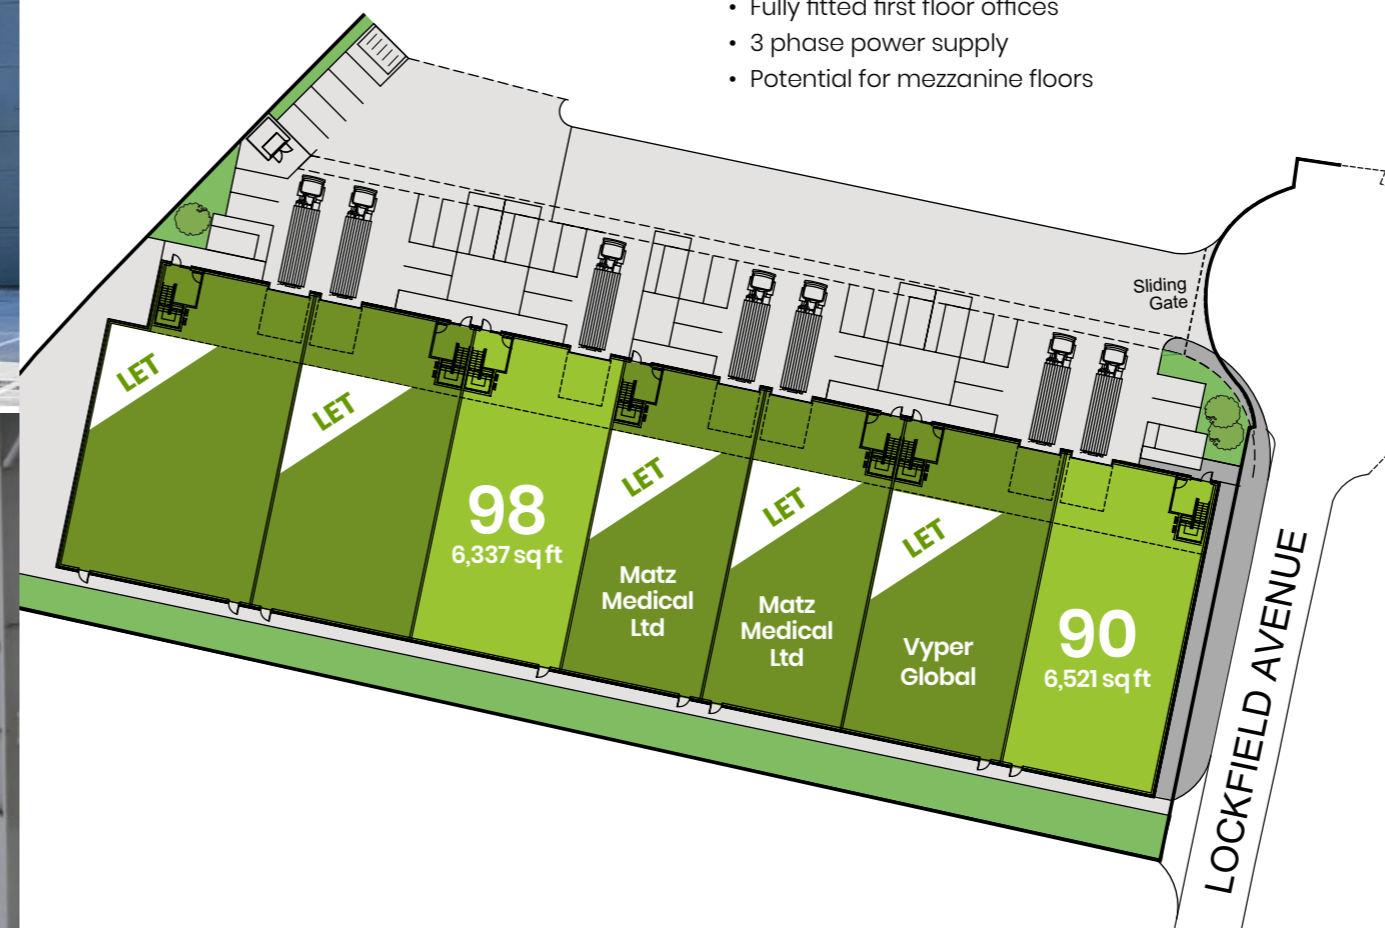 • Fully fitted first floor offices
• 3 phase power supply
• Potential for mezzanine floors
Sliding
Gate
LET
LET
98
6,337 sq ft
LET
Matz
Medical
Ltd
LET
Matz
Medical
Ltd
LET
Vyper
Global
90
6,521 sq ft
LOCKFIELD AVENUE